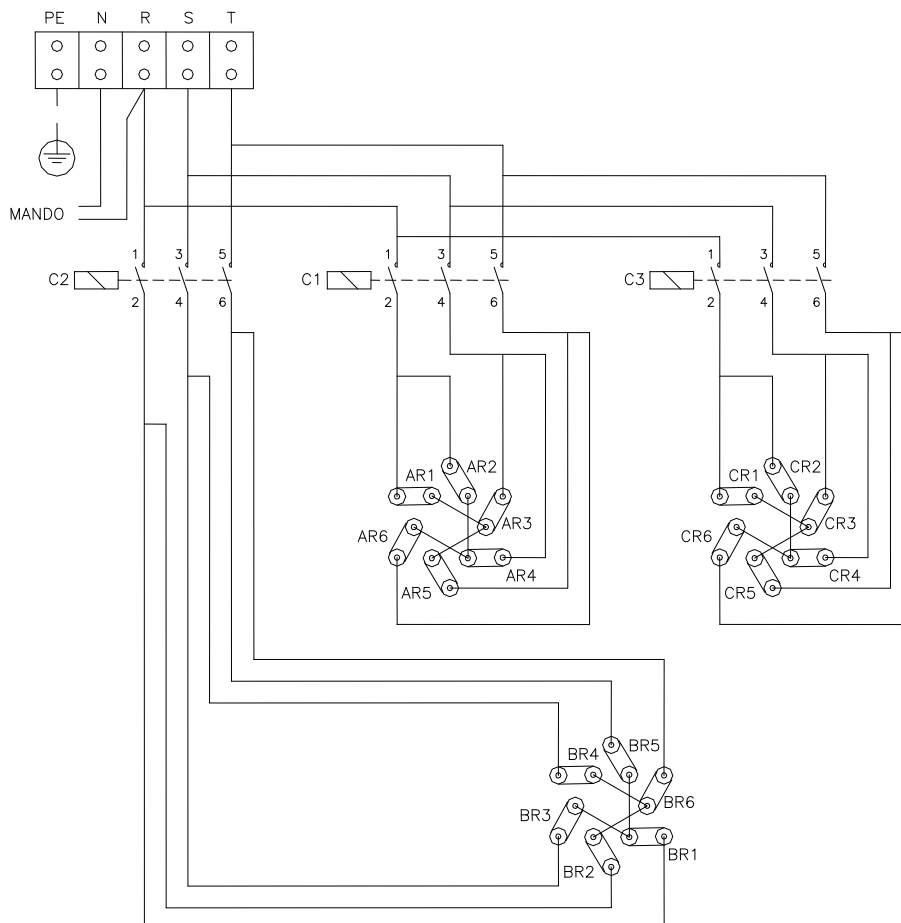 PE N R S T
MANDO
1 3 5 1 3 5 1 3 5
C2 C1 C3
2 4 6 2 4 6 2 4 6
AR1 AR2 CR1 CR2
AR6 AR3 CR6 CR3
AR5 AR4 CR5 CR4
BR4 BR5
BR3 BR6
BR2 BR1